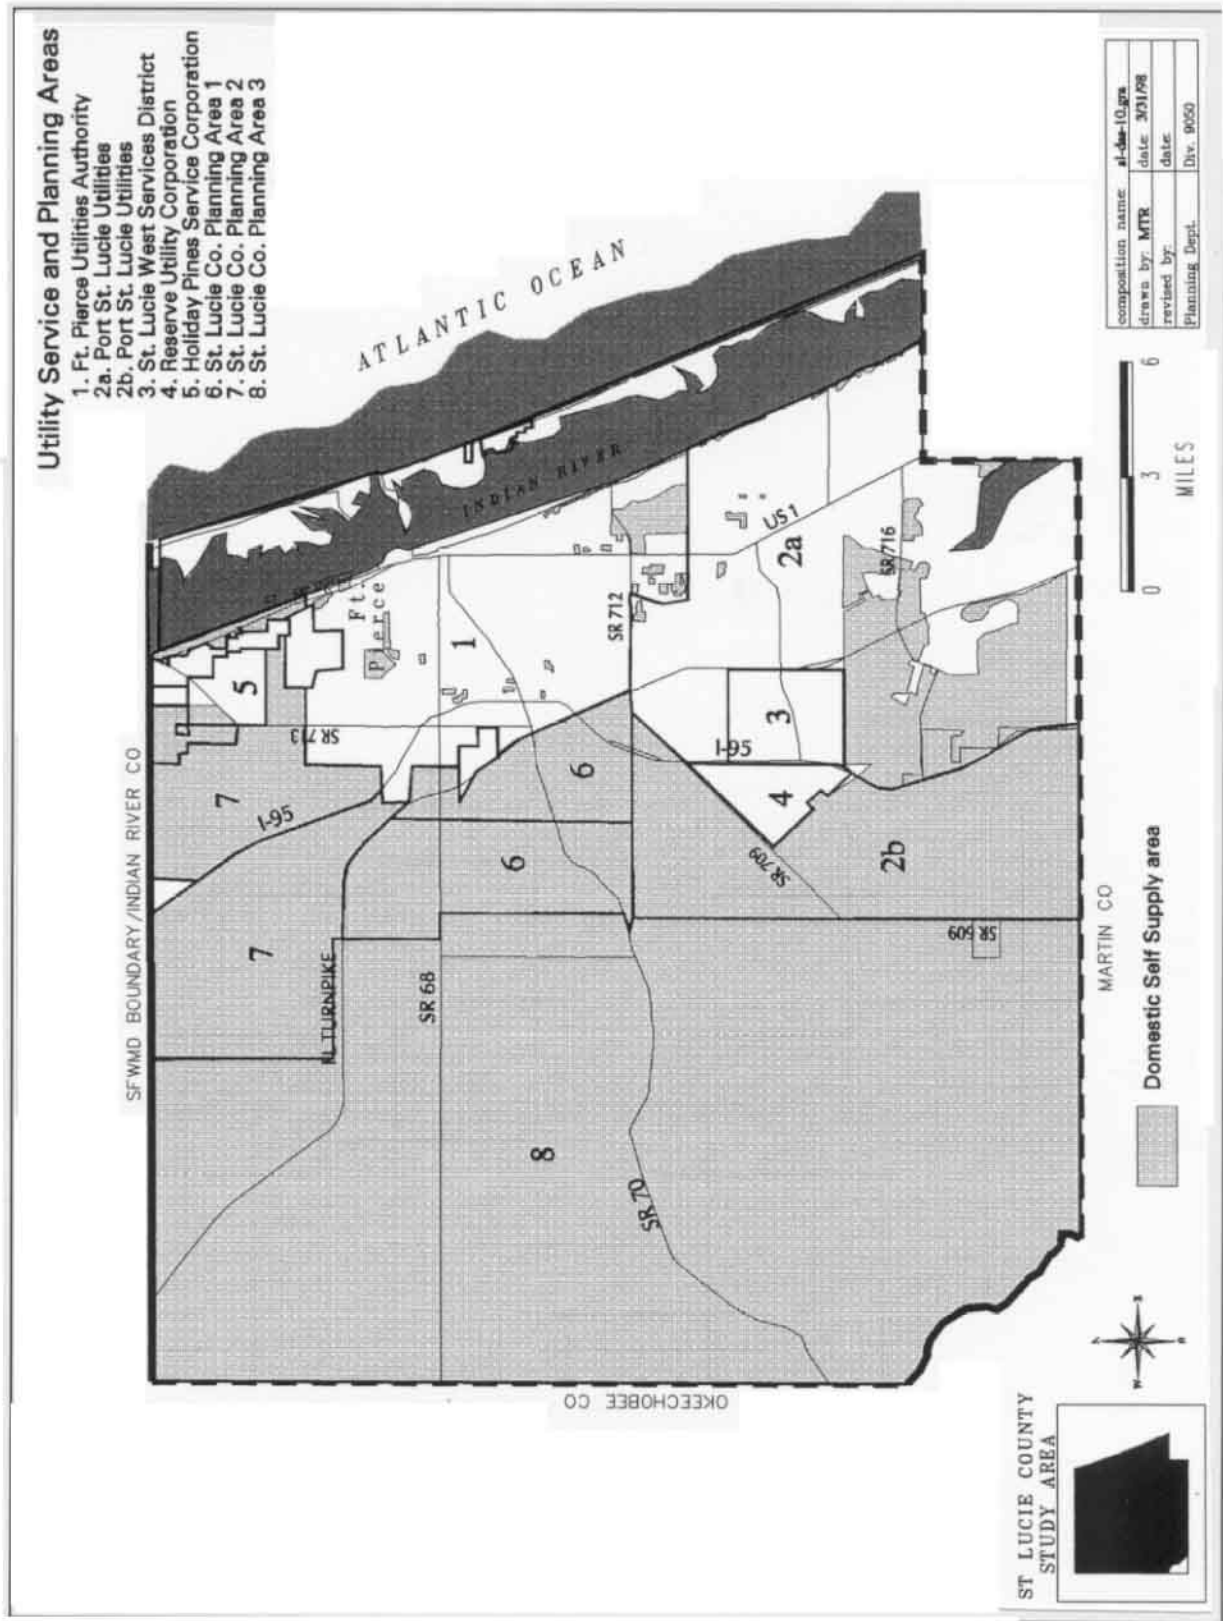 Utility Service and Planning Areas
1. Ft. Pierce Utilities Authority
2a. Port St. Lucie Utilities
2b. Port St. Lucie Utilities
3. St. Lucie West Services District
4. Reserve Utility Corporation
5. Holiday Pines Service Corporation
6. St. Lucie Co. Planning Area 1
7. St. Lucie Co. Planning Area 2
8. St. Lucie Co. Planning Area 3
SFWMD BOUNDARY/INDIAN RIVER CO
ATLANTIC OCEAN
INDIAN RIVER
OKEECHOBEE CO
MARTIN CO
7
I-95
7
SR 713
5
Ft.
Pierce
FL TURNPIKE
SR 68
1
6
6
8
SR 70
SR 712
US 1
2a
3
I-95
4
SR 709
2b
SR 716
SR 609
ST LUCIE COUNTY
STUDY AREA
N
W
E
S
Domestic Self Supply area
0 3 6
MILES
composition name: sl-dss-10.gra
drawn by: MTR date: 3/31/98
revised by: date:
Planning Dept. Div. 9050